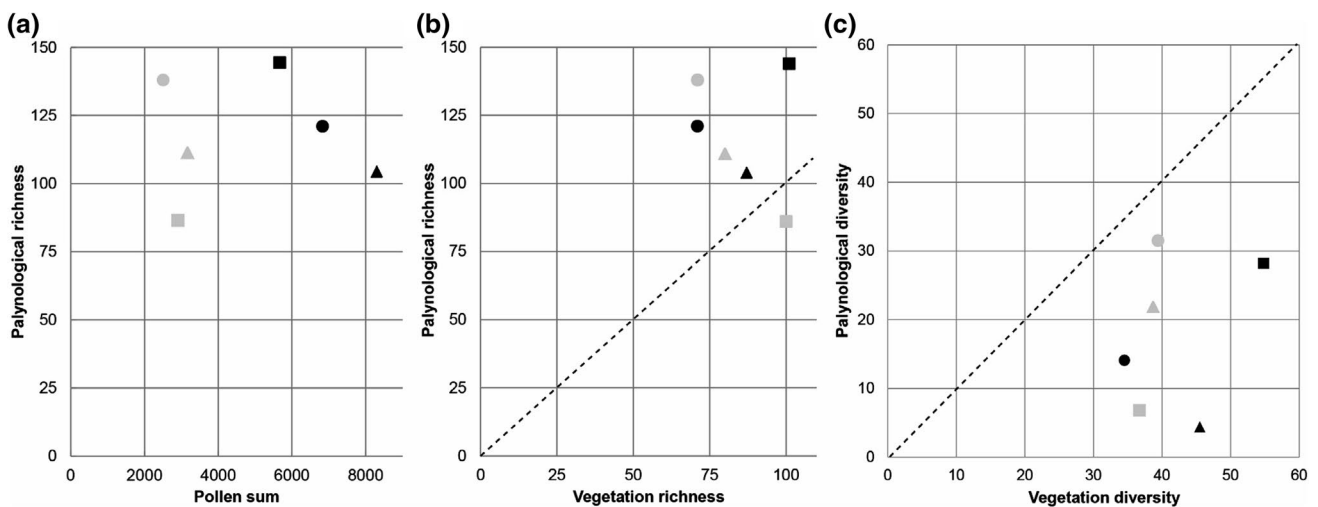 (a)
150
125
100
75
50
25
0
Palynological richness
0 2000 4000 6000 8000
Pollen sum
(b)
150
125
100
75
50
25
0
Palynological richness
0 25 50 75 100
Vegetation richness
(c)
60
50
40
30
20
10
0
Palynological diversity
0 10 20 30 40 50 60
Vegetation diversity